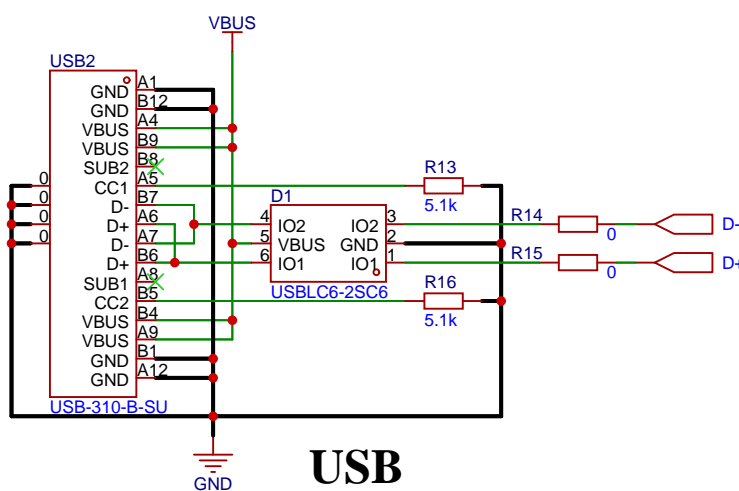 VBUS
USB2
GND A1
GND B12
VBUS A4
VBUS B9
SUB2 B8
CC1 A5
D- B7
D+ A6
D- A7
D+ B6
SUB1 A8
CC2 B5
VBUS B4
VBUS A9
GND B1
GND A12
0
0
0
0
USB-310-B-SU
D1
4 IO2 IO2 3
5 VBUS GND 2
6 IO1 IO1 1
USBLC6-2SC6
R13
5.1k
R14
0
D-
R15
0
D+
R16
5.1k
GND
USB